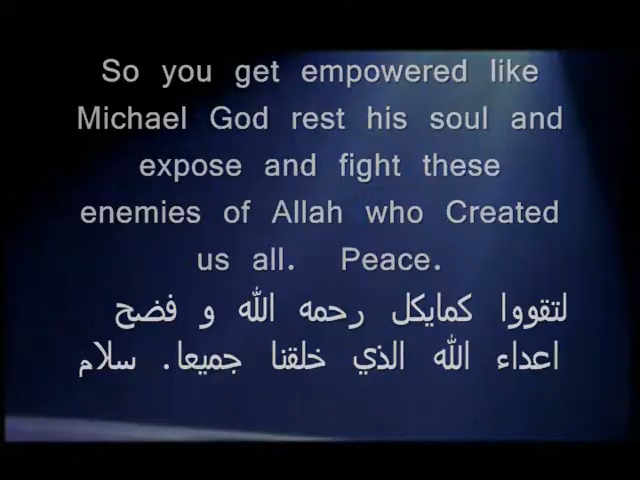 So you get empowered like
Michael God rest his soul and
expose and fight these
enemies of Allah who Created
us all. Peace.
لتقووا كمايكل رحمه الله و فضح
اعداء الله الذي خلقنا جميعا. سلام